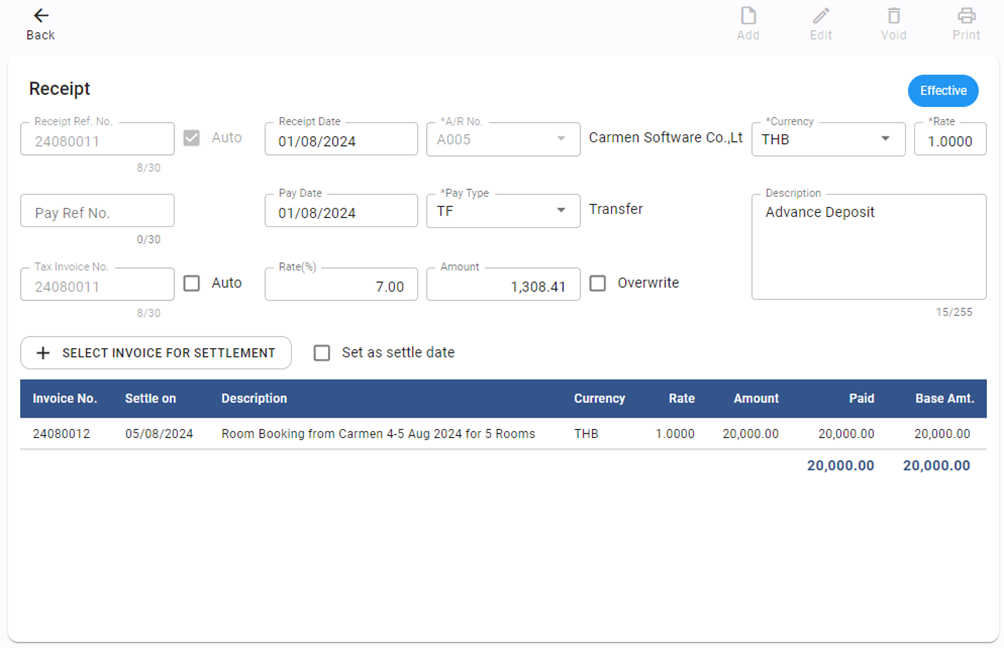 Back
Add
Edit
Void
Print
Receipt
Effective
Receipt Ref. No.
24080011
Auto
8/30
Receipt Date
01/08/2024
*A/R No.
A005
Carmen Software Co.,Lt
*Currency
THB
*Rate
1.0000
Pay Ref No.
0/30
Pay Date
01/08/2024
*Pay Type
TF
Transfer
Description
Advance Deposit
15/255
Tax Invoice No.
24080011
8/30
Auto
Rate(%)
7.00
Amount
1,308.41
Overwrite
SELECT INVOICE FOR SETTLEMENT
Set as settle date
Invoice No. Settle on Description Currency Rate Amount Paid Base Amt.
24080012 05/08/2024 Room Booking from Carmen 4-5 Aug 2024 for 5 Rooms THB 1.0000 20,000.00 20,000.00 20,000.00
20,000.00 20,000.00